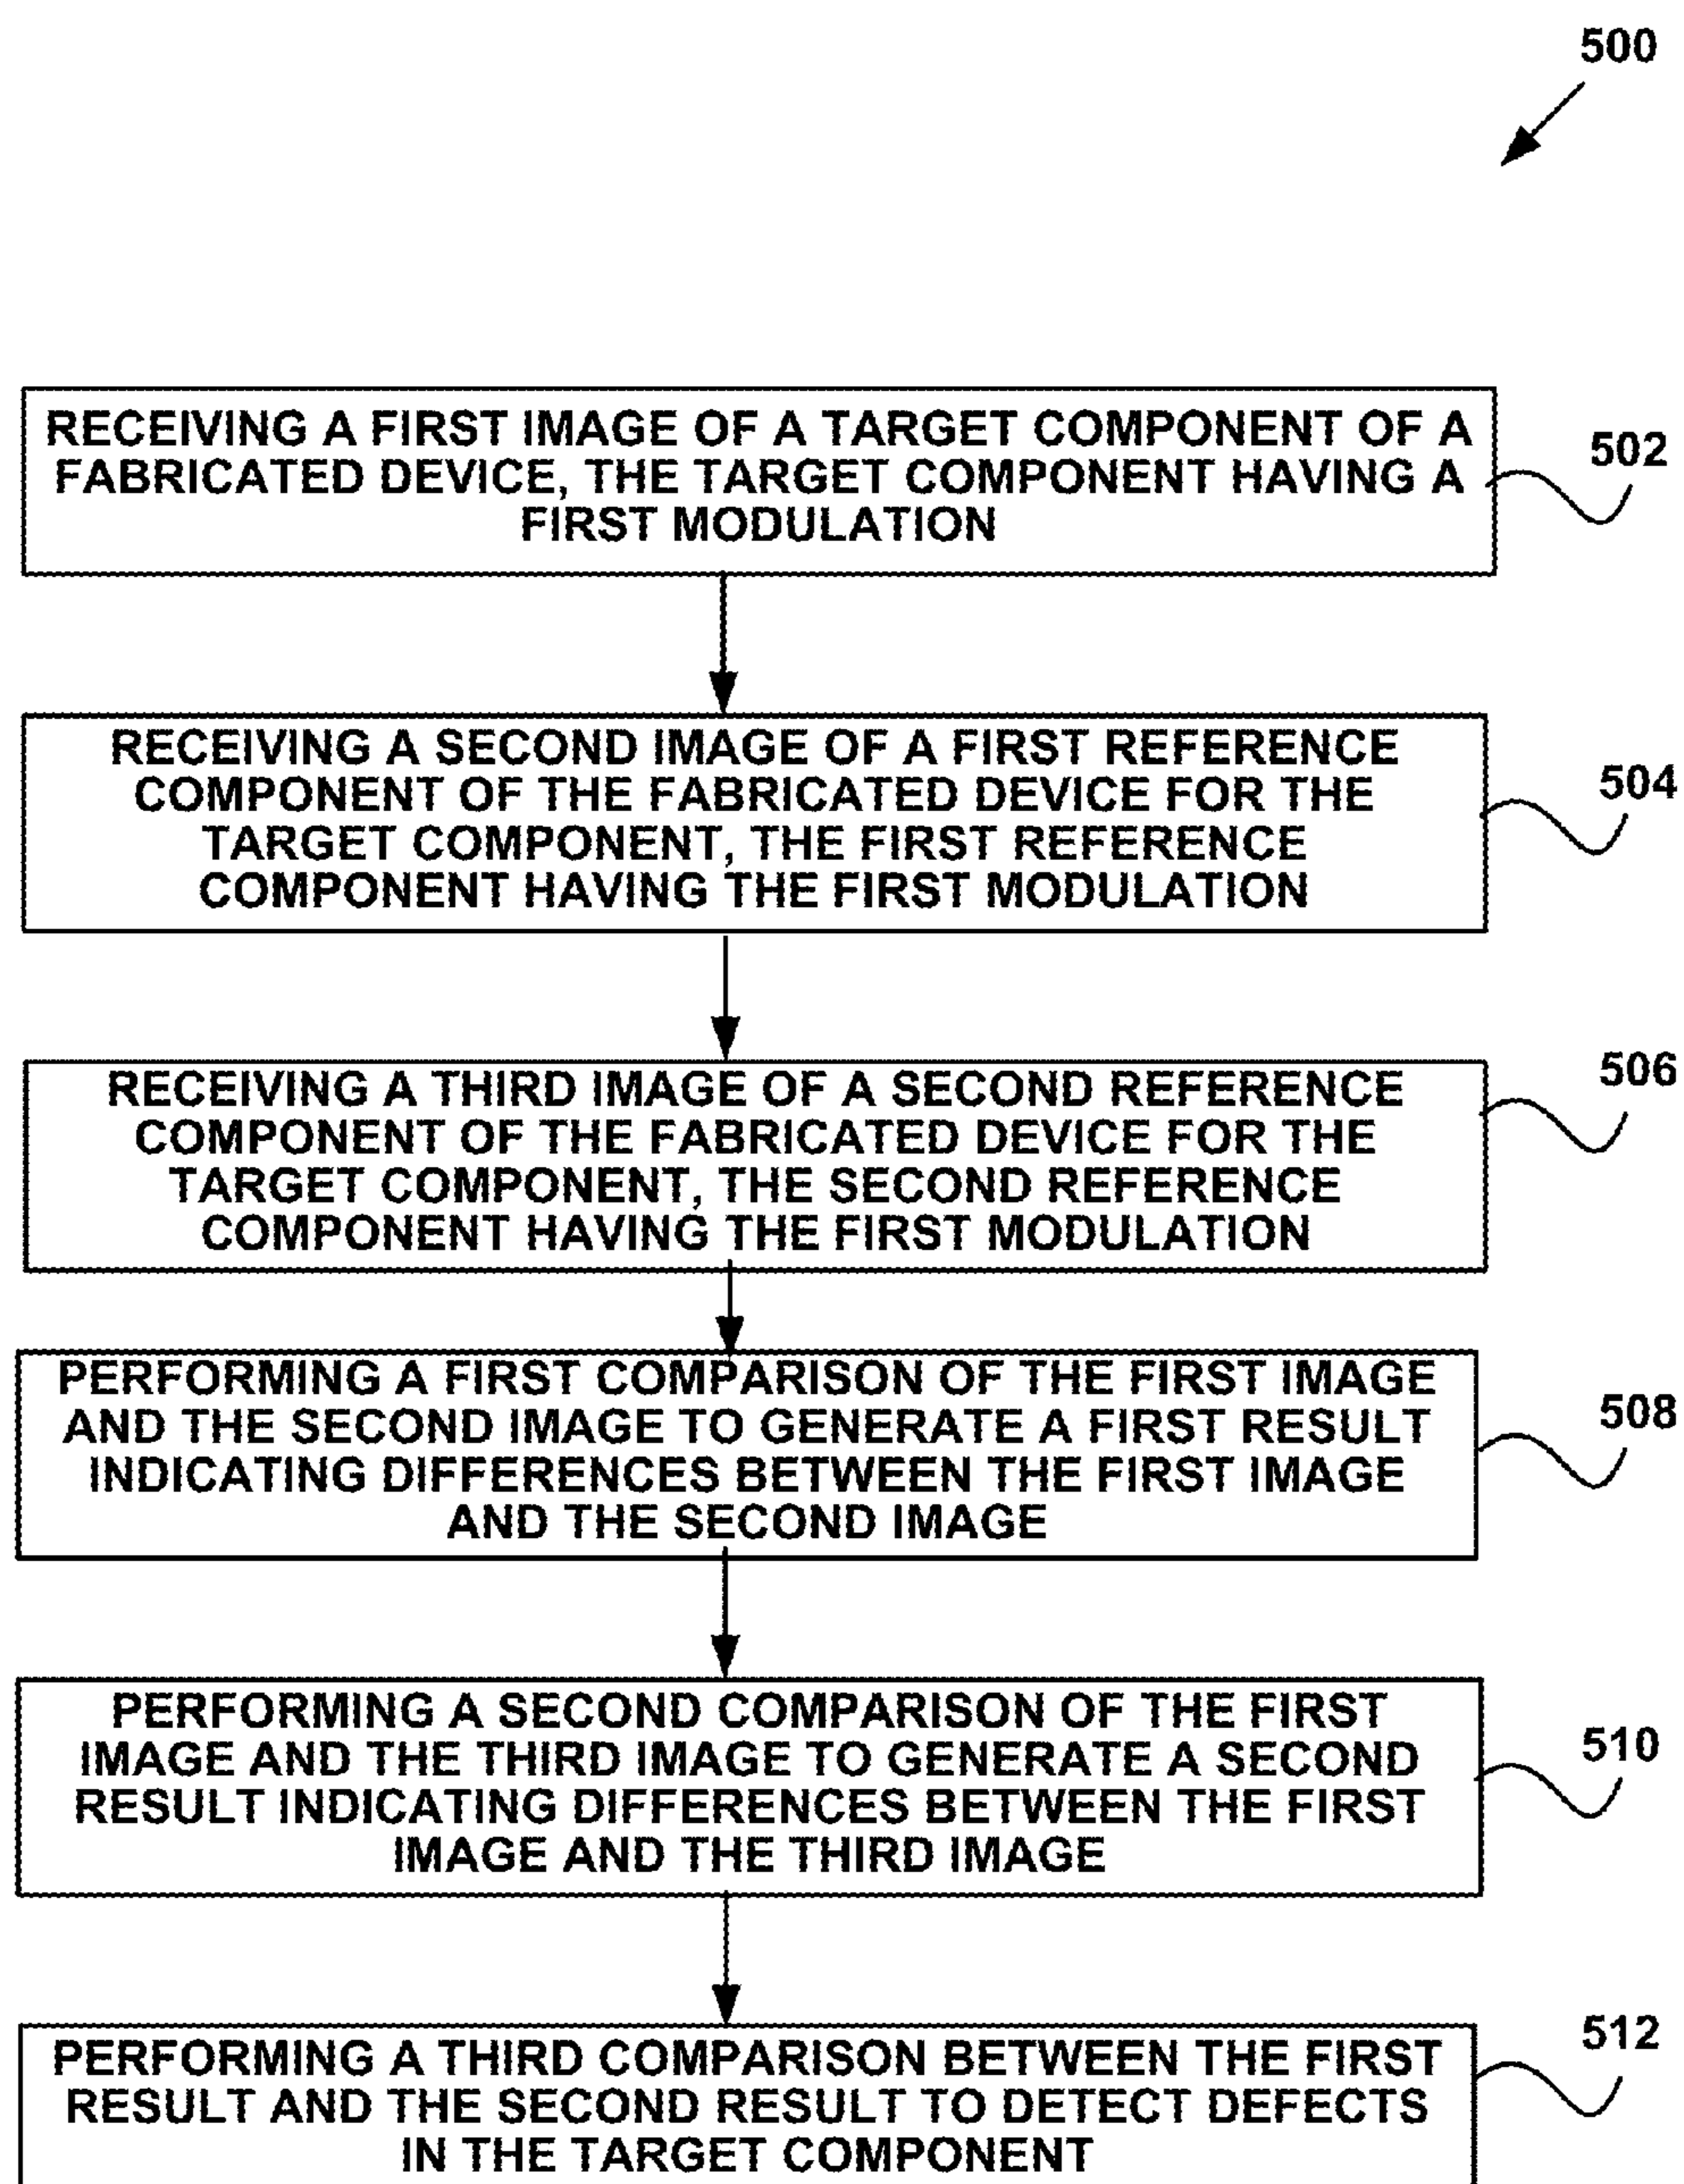 500
RECEIVING A FIRST IMAGE OF A TARGET COMPONENT OF A
FABRICATED DEVICE, THE TARGET COMPONENT HAVING A
FIRST MODULATION
502
RECEIVING A SECOND IMAGE OF A FIRST REFERENCE
COMPONENT OF THE FABRICATED DEVICE FOR THE
TARGET COMPONENT, THE FIRST REFERENCE
COMPONENT HAVING THE FIRST MODULATION
504
RECEIVING A THIRD IMAGE OF A SECOND REFERENCE
COMPONENT OF THE FABRICATED DEVICE FOR THE
TARGET COMPONENT, THE SECOND REFERENCE
COMPONENT HAVING THE FIRST MODULATION
506
PERFORMING A FIRST COMPARISON OF THE FIRST IMAGE
AND THE SECOND IMAGE TO GENERATE A FIRST RESULT
INDICATING DIFFERENCES BETWEEN THE FIRST IMAGE
AND THE SECOND IMAGE
508
PERFORMING A SECOND COMPARISON OF THE FIRST
IMAGE AND THE THIRD IMAGE TO GENERATE A SECOND
RESULT INDICATING DIFFERENCES BETWEEN THE FIRST
IMAGE AND THE THIRD IMAGE
510
PERFORMING A THIRD COMPARISON BETWEEN THE FIRST
RESULT AND THE SECOND RESULT TO DETECT DEFECTS
IN THE TARGET COMPONENT
512